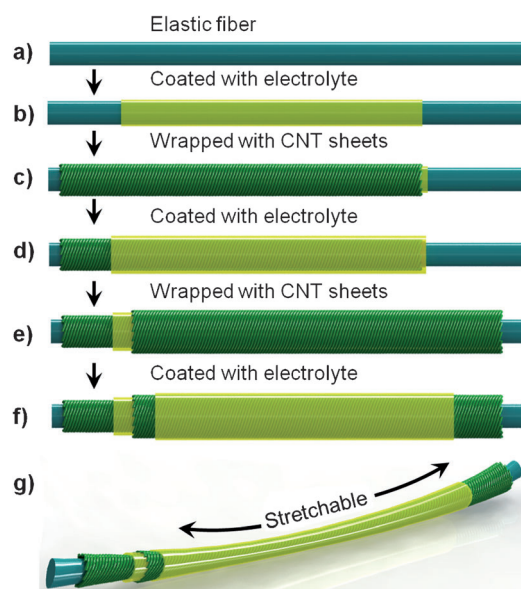 Elastic fiber
a)
Coated with electrolyte
b)
Wrapped with CNT sheets
c)
Coated with electrolyte
d)
Wrapped with CNT sheets
e)
Coated with electrolyte
f)
g)
Stretchable